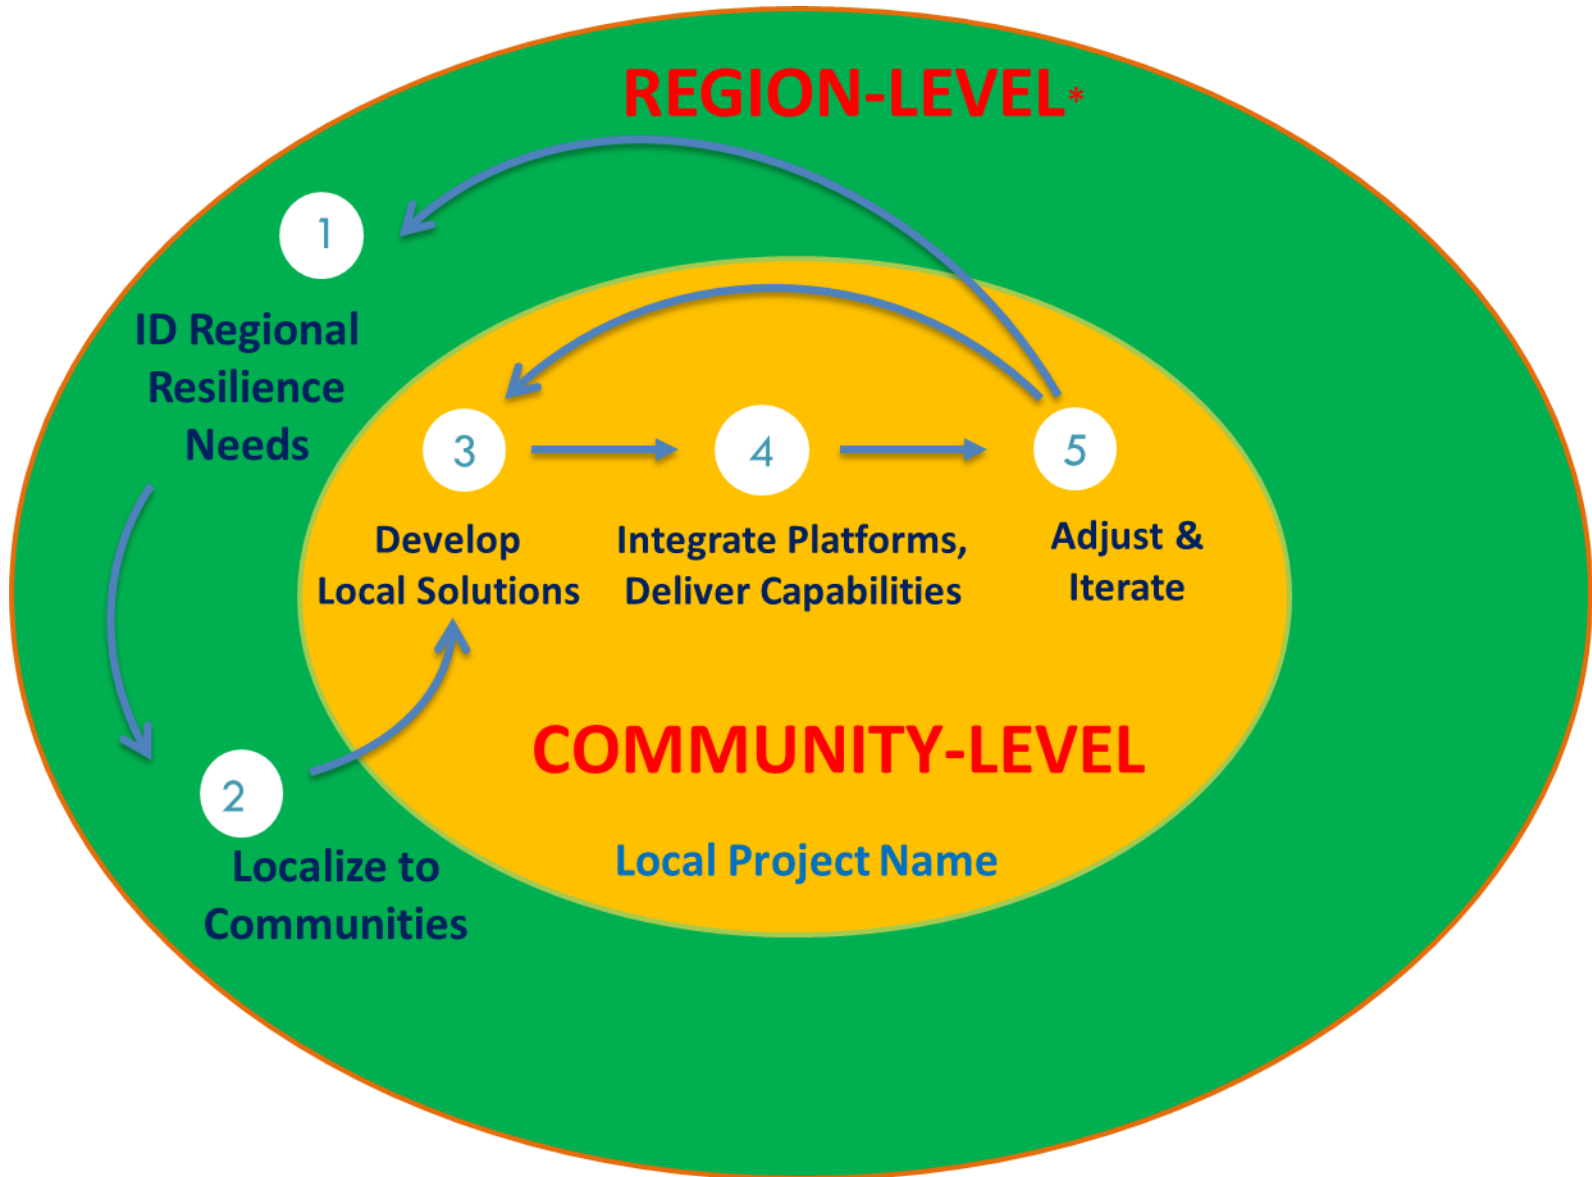 REGION-LEVEL*
1
ID Regional
Resilience
Needs
2
Localize to
Communities
3
Develop
Local Solutions
4
Integrate Platforms,
Deliver Capabilities
5
Adjust &
Iterate
COMMUNITY-LEVEL
Local Project Name